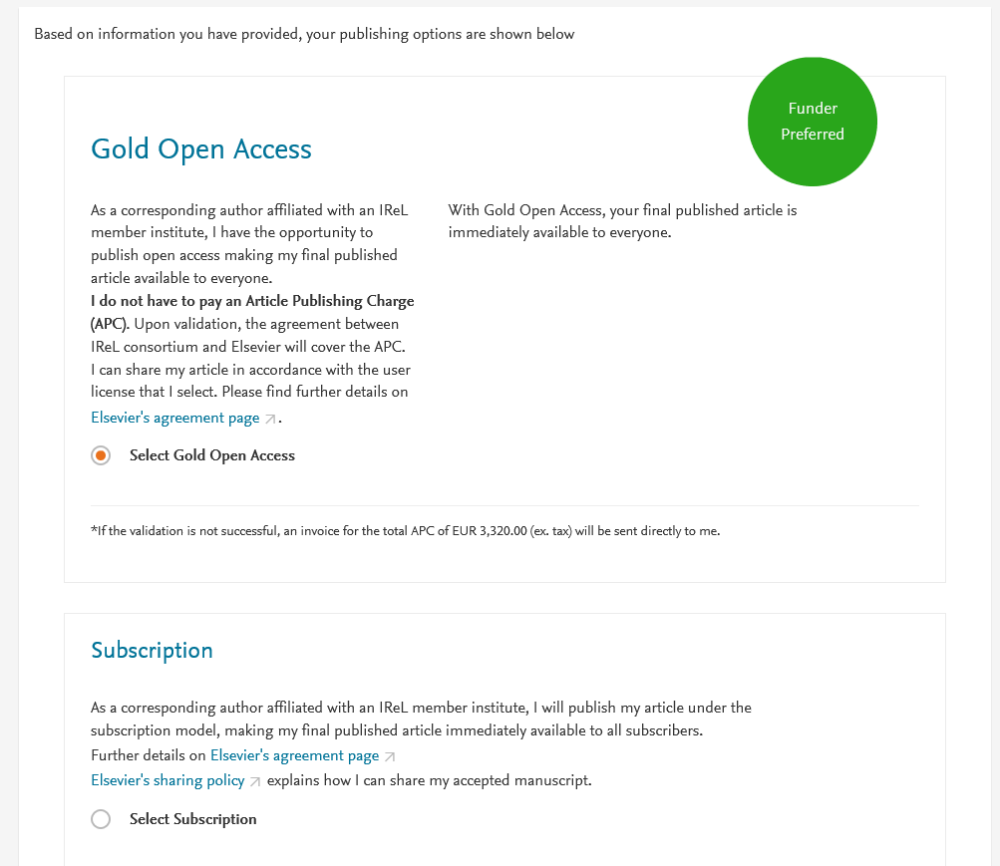 Based on information you have provided, your publishing options are shown below
Funder
Preferred
Gold Open Access
As a corresponding author affiliated with an IReL
member institute, I have the opportunity to
publish open access making my final published
article available to everyone.
I do not have to pay an Article Publishing Charge
(APC). Upon validation, the agreement between
IReL consortium and Elsevier will cover the APC.
I can share my article in accordance with the user
license that I select. Please find further details on
Elsevier's agreement page.
With Gold Open Access, your final published article is
immediately available to everyone.
Select Gold Open Access
*If the validation is not successful, an invoice for the total APC of EUR 3,320.00 (ex. tax) will be sent directly to me.
Subscription
As a corresponding author affiliated with an IReL member institute, I will publish my article under the
subscription model, making my final published article immediately available to all subscribers.
Further details on Elsevier's agreement page
Elsevier's sharing policy explains how I can share my accepted manuscript.
Select Subscription